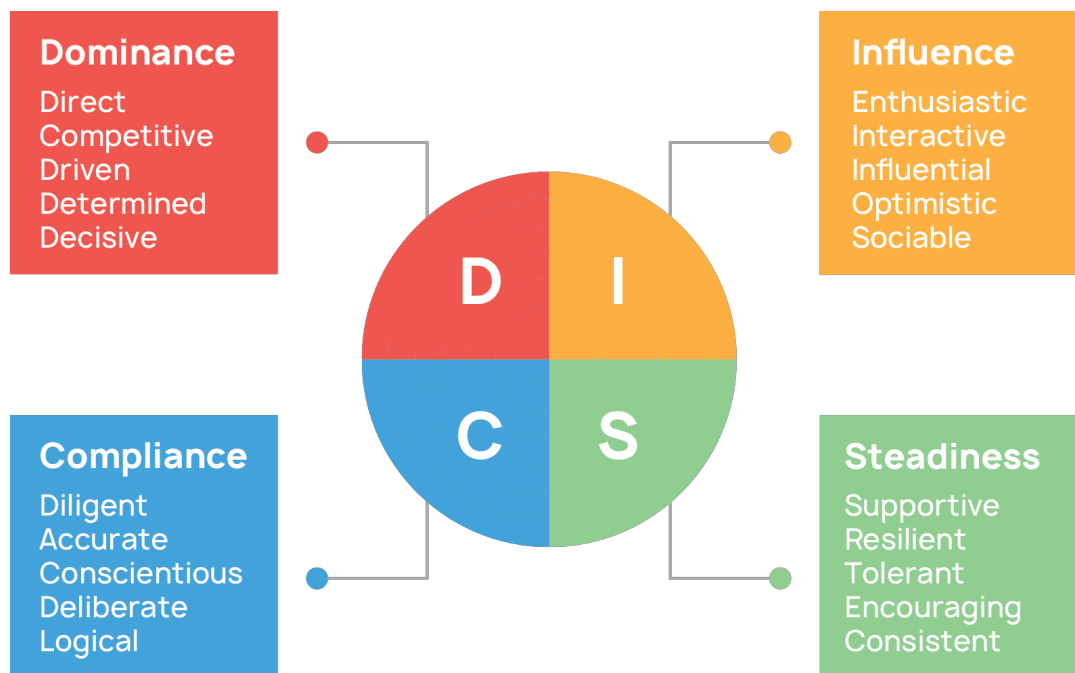 Dominance
Direct
Competitive
Driven
Determined
Decisive
Influence
Enthusiastic
Interactive
Influential
Optimistic
Sociable
D I
C S
Compliance
Diligent
Accurate
Conscientious
Deliberate
Logical
Steadiness
Supportive
Resilient
Tolerant
Encouraging
Consistent